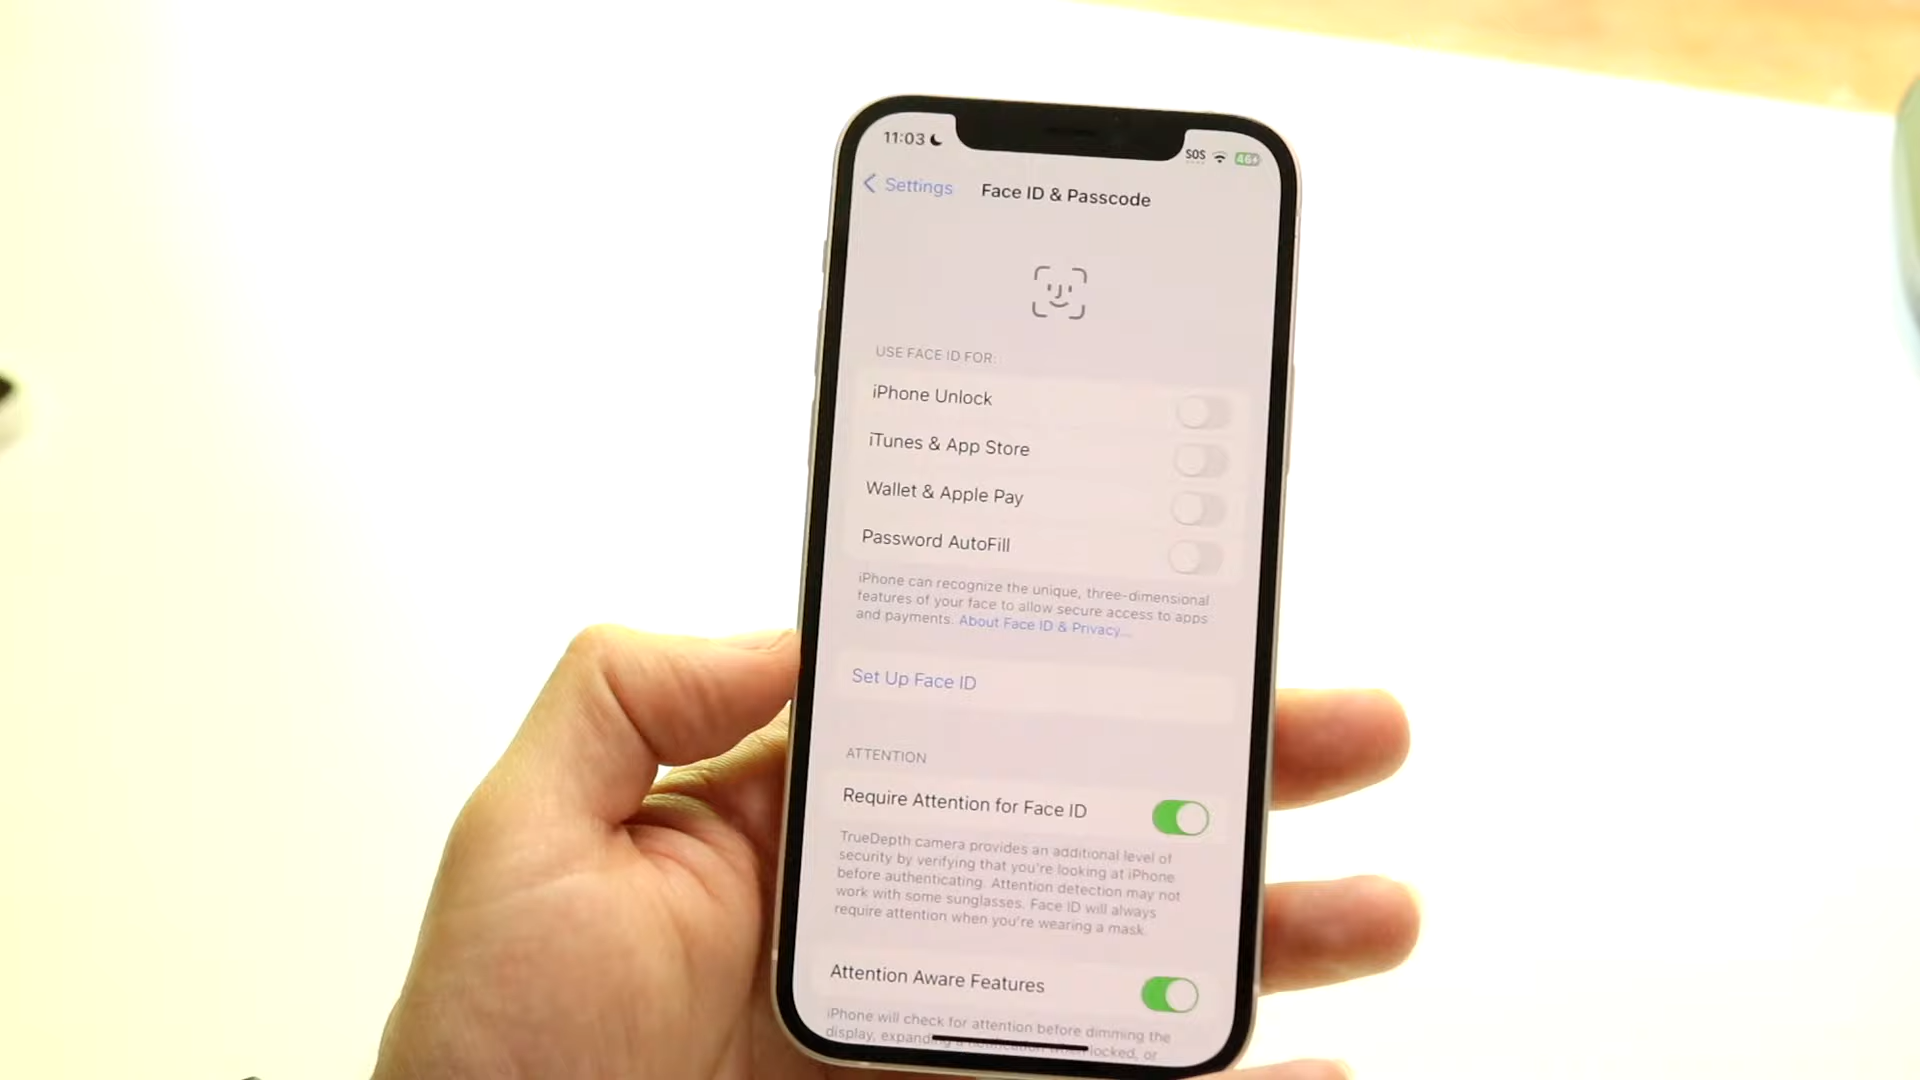 11:03
SOS
46
Settings
Face ID & Passcode
USE FACE ID FOR:
iPhone Unlock
iTunes & App Store
Wallet & Apple Pay
Password AutoFill
iPhone can recognize the unique, three-dimensional
features of your face to allow secure access to apps
and payments. About Face ID & Privacy...
Set Up Face ID
ATTENTION
Require Attention for Face ID
TrueDepth camera provides an additional level of
security by verifying that you're looking at iPhone
before authenticating. Attention detection may not
work with some sunglasses. Face ID will always
require attention when you're wearing a mask.
Attention Aware Features
iPhone will check for attention before dimming the
display, expanding a notification when locked, or